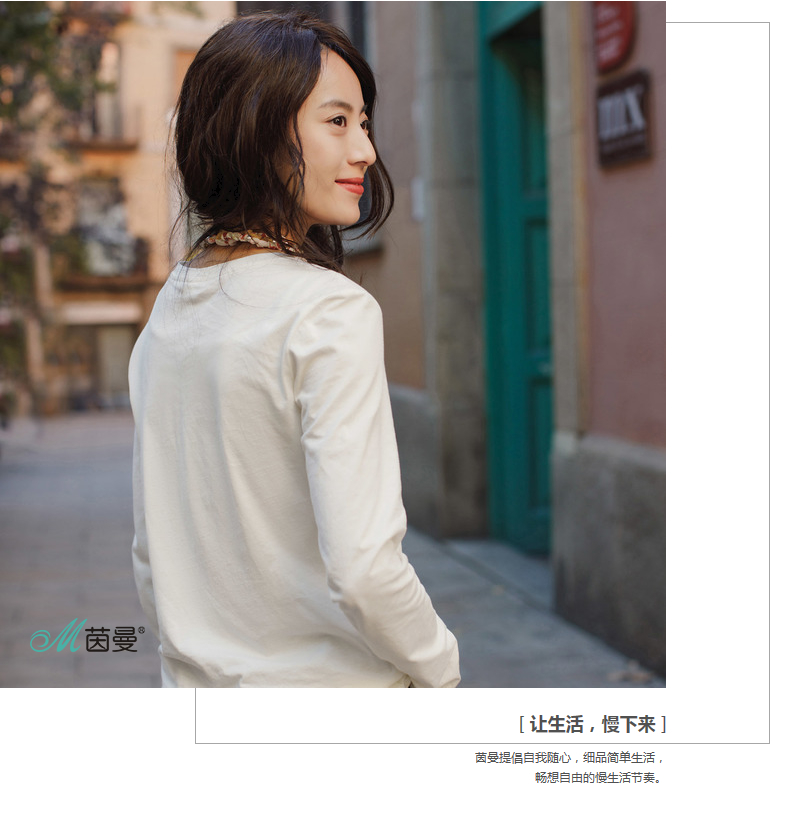 mx
M茵曼®
[ 让生活，慢下来 ]
茵曼提倡自我随心，细品简单生活，
畅想自由的慢生活节奏。